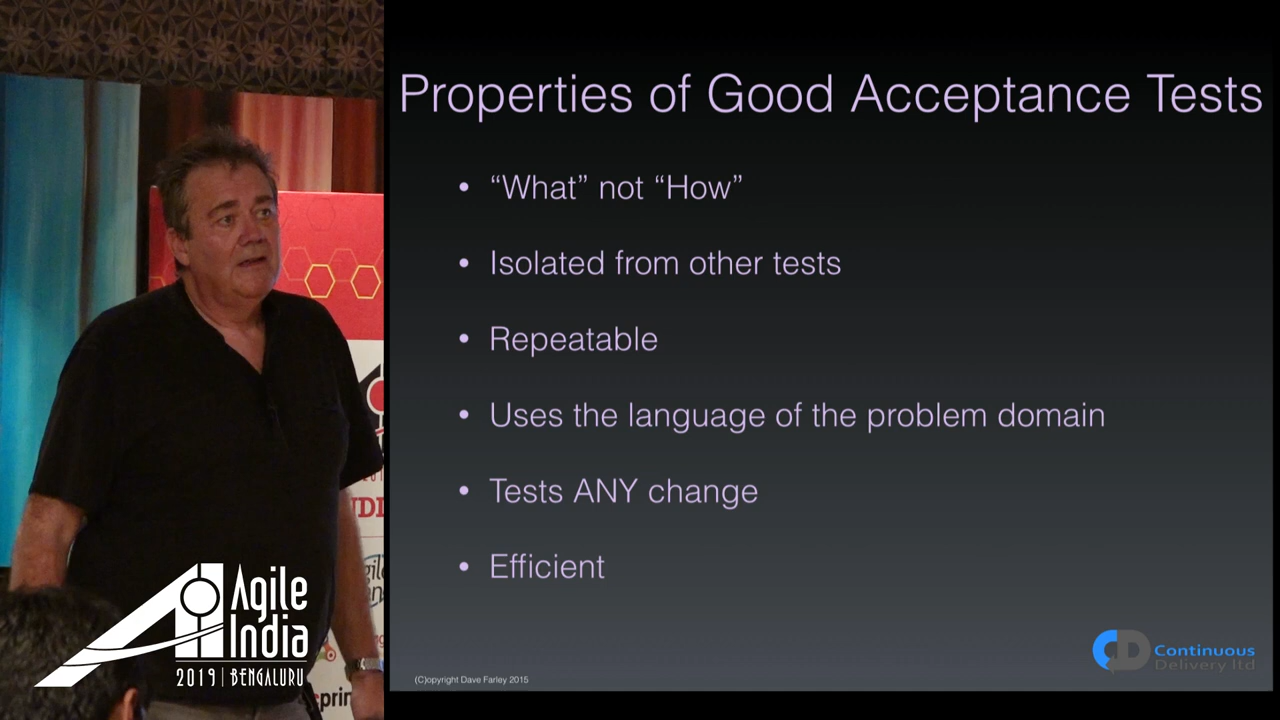 Properties of Good Acceptance Tests
• “What” not “How”
• Isolated from other tests
• Repeatable
• Uses the language of the problem domain
• Tests ANY change
• Efficient
Continuous
Delivery ltd
(C)opyright Dave Farley 2015
Agile
India
2019 | BENGALURU